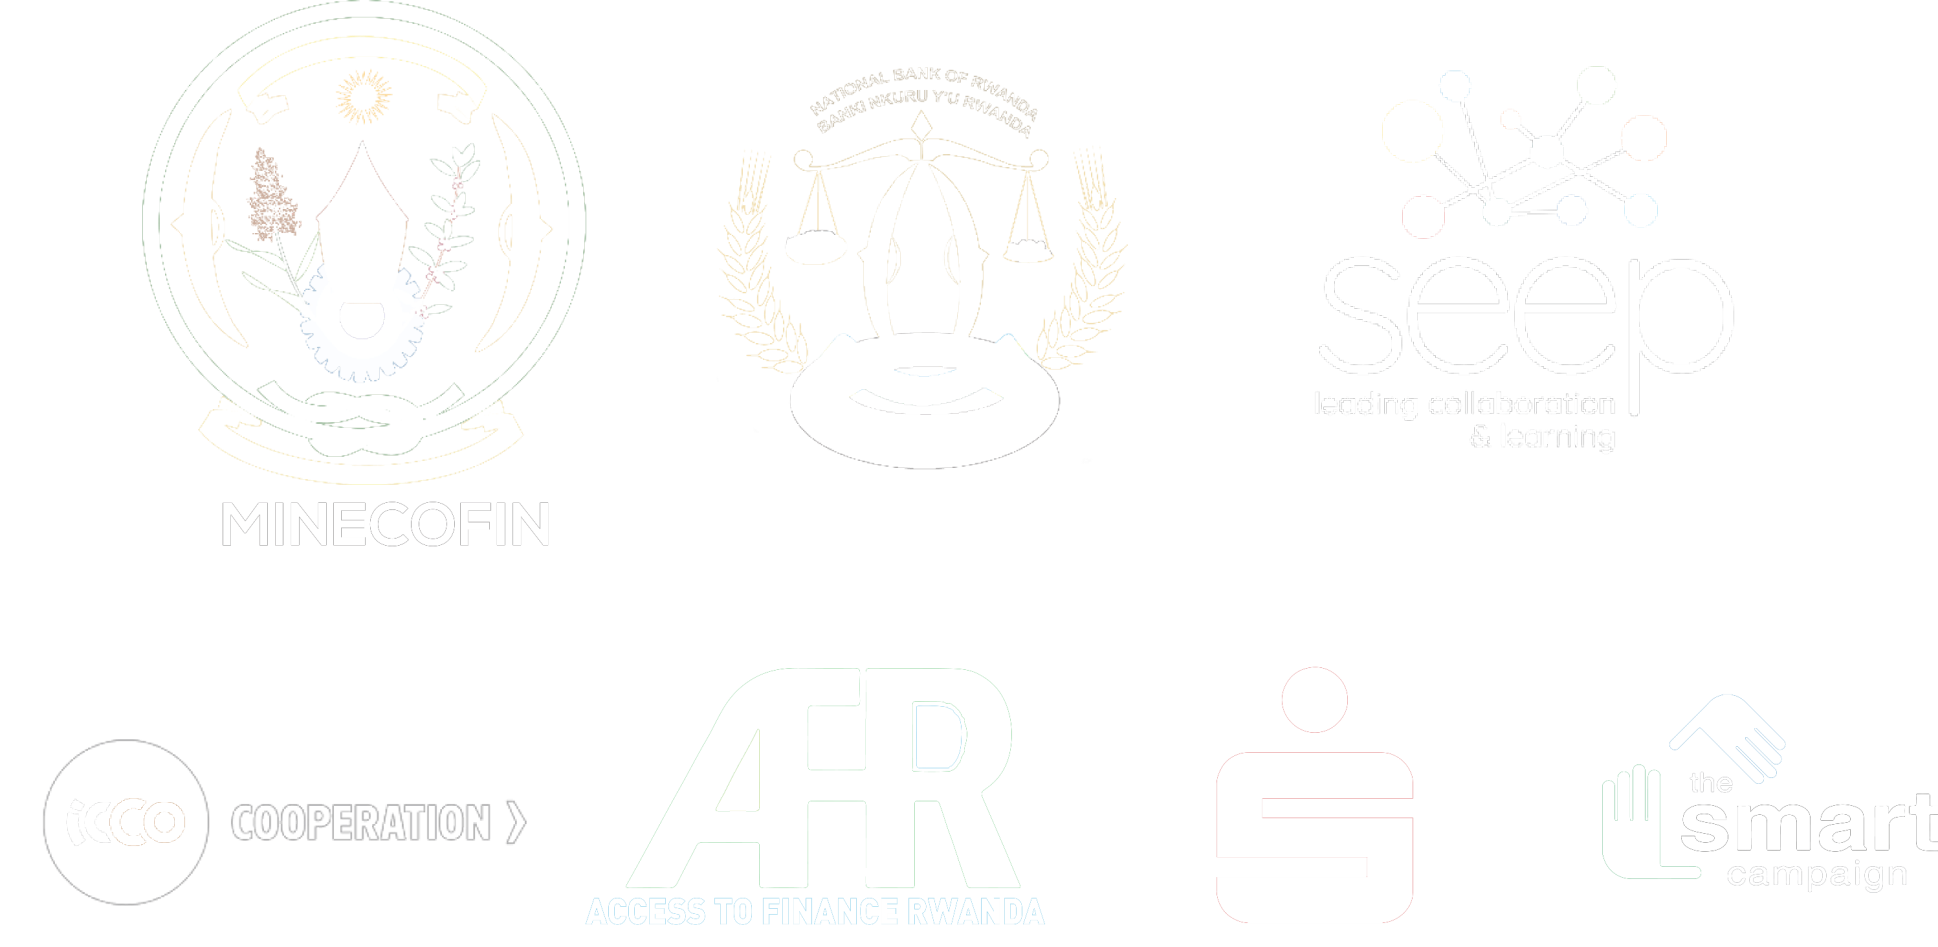 NATIONAL BANK OF RWANDA
BANKI NKURU Y'U RWANDA
seep
leading collaboration
& learning
MINECOFIN
icco
COOPERATION
AFR
ACCESS TO FINANCE RWANDA
the
smart
campaign